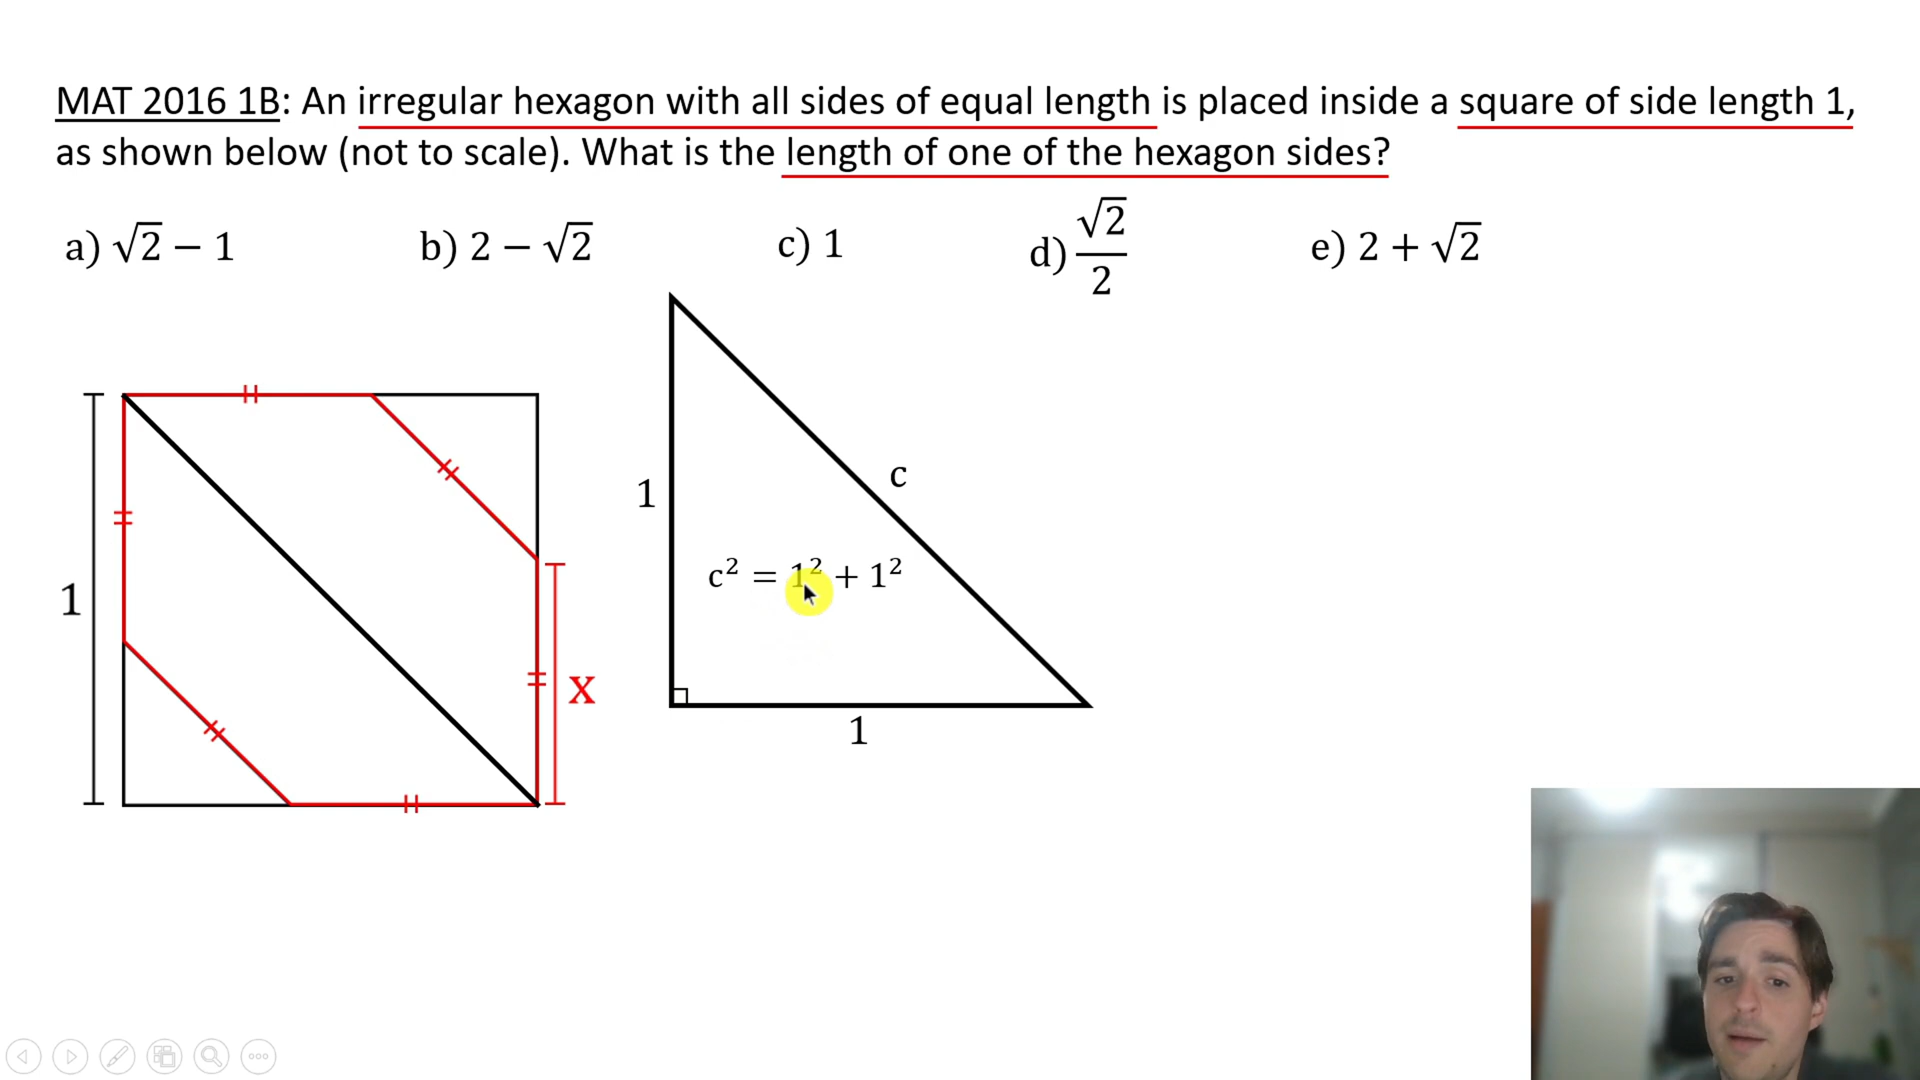 MAT 2016 1B: An irregular hexagon with all sides of equal length is placed inside a square of side length 1,
as shown below (not to scale). What is the length of one of the hexagon sides?
a) √2 − 1
b) 2 − √2
c) 1
d) √2/2
e) 2 + √2
1
x
1
c
c² = 1² + 1²
1